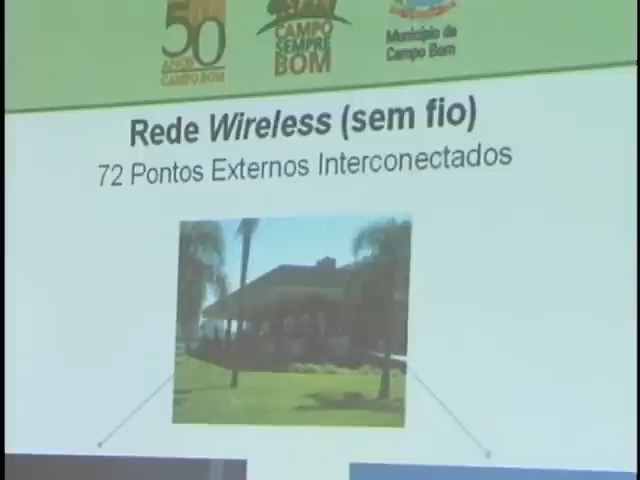 50
ANOS
CAMPO BOM
CAMPO
SEMPRE
BOM
Município de
Campo Bom
Rede Wireless (sem fio)
72 Pontos Externos Interconectados